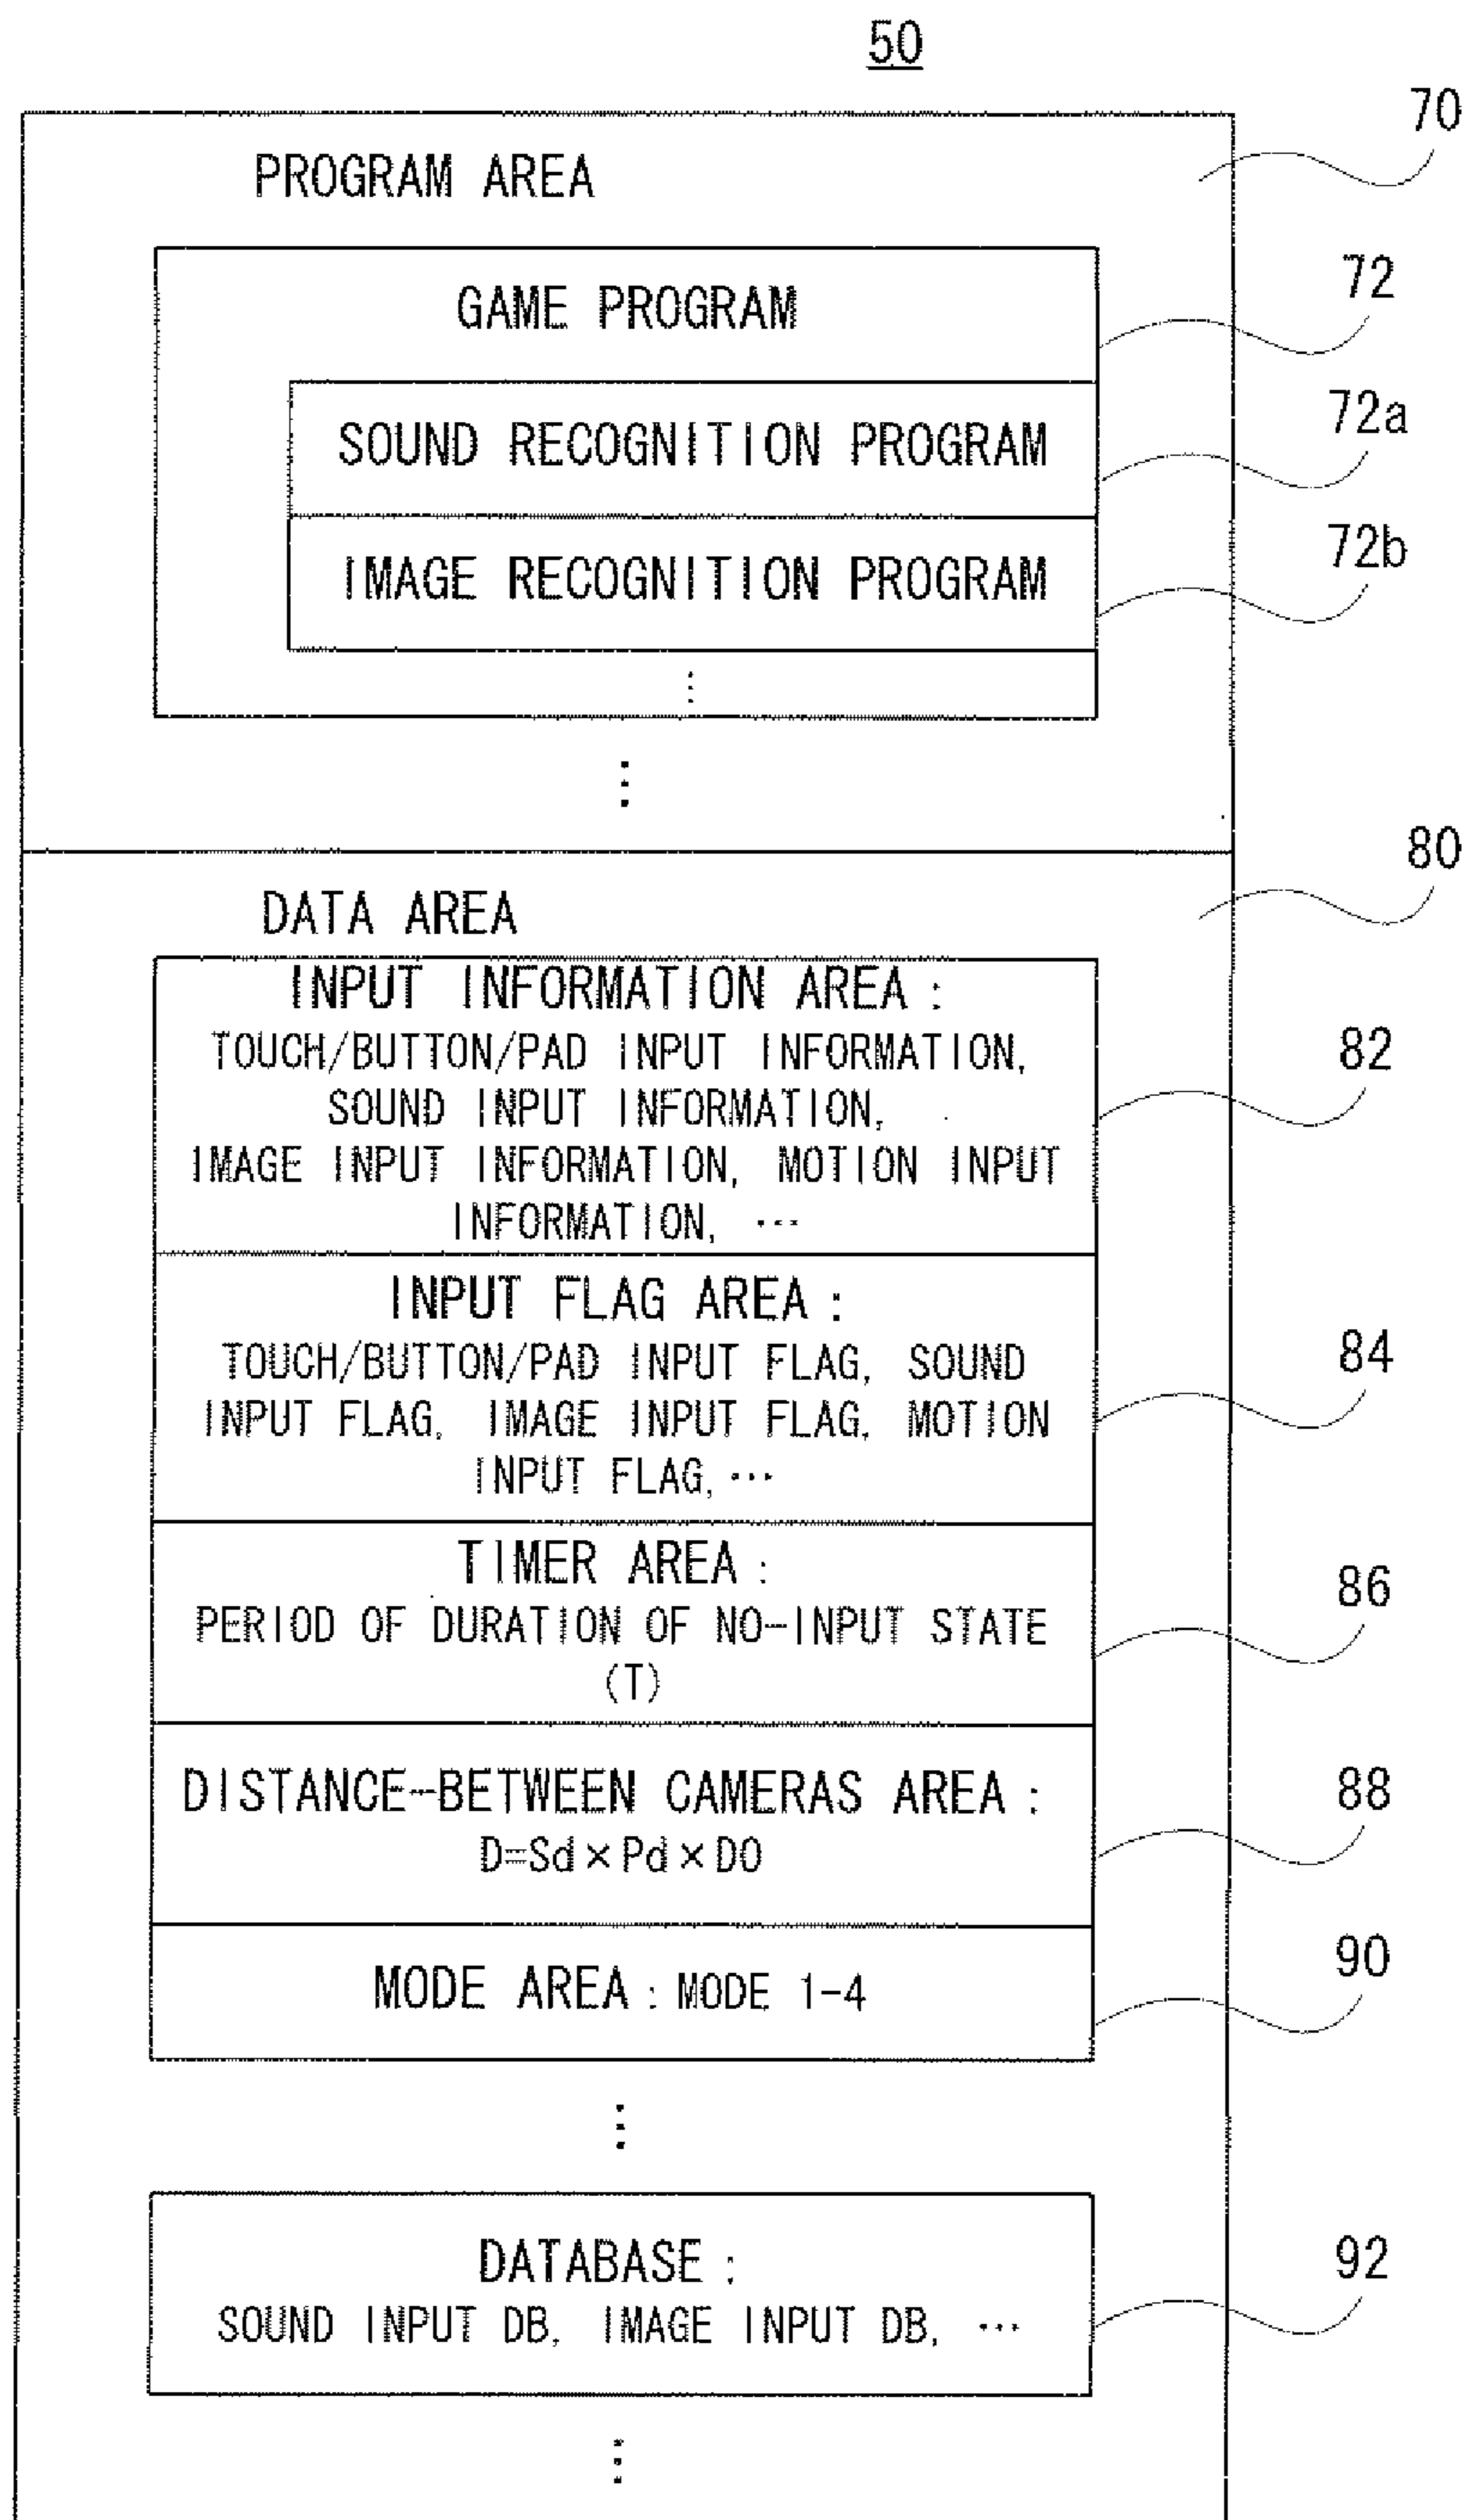 50
70
PROGRAM AREA
72
GAME PROGRAM
72a
SOUND RECOGNITION PROGRAM
72b
IMAGE RECOGNITION PROGRAM
⋮
⋮
80
DATA AREA
INPUT INFORMATION AREA :
82
TOUCH/BUTTON/PAD INPUT INFORMATION,
SOUND INPUT INFORMATION,
IMAGE INPUT INFORMATION, MOTION INPUT
INFORMATION, …
INPUT FLAG AREA :
84
TOUCH/BUTTON/PAD INPUT FLAG, SOUND
INPUT FLAG, IMAGE INPUT FLAG, MOTION
INPUT FLAG, …
TIMER AREA :
86
PERIOD OF DURATION OF NO-INPUT STATE
(T)
88
DISTANCE-BETWEEN CAMERAS AREA :
D=Sd×Pd×D0
90
MODE AREA : MODE 1-4
⋮
92
DATABASE :
SOUND INPUT DB, IMAGE INPUT DB, …
⋮